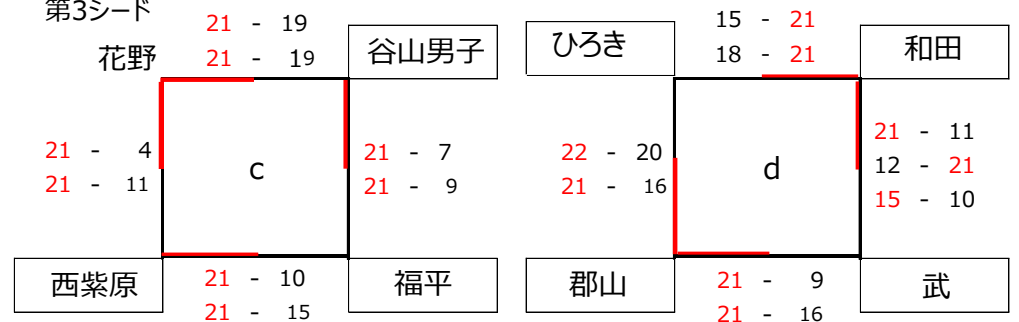 第3シード
花野
21 - 19
21 - 19
谷山男子
21 - 4
21 - 11
c
21 - 7
21 - 9
西紫原
21 - 10
21 - 15
福平
ひろき
15 - 21
18 - 21
和田
22 - 20
21 - 16
d
21 - 11
12 - 21
15 - 10
郡山
21 - 9
21 - 16
武